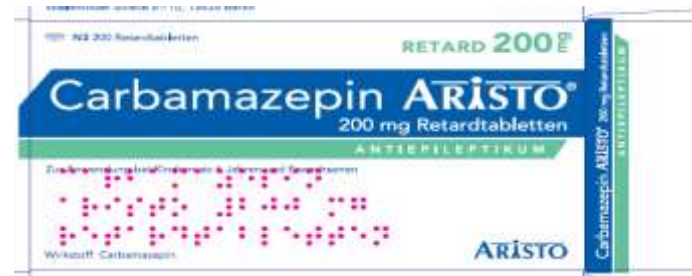 N3 200 Retardtabletten
RETARD 200 mg
Carbamazepin ARISTO®
200 mg Retardtabletten
ANTIEPILEPTIKUM
Wirkstoff: Carbamazepin
ARISTO
Carbamazepin ARISTO® 200 mg Retardtabletten
ANTIEPILEPTIKUM